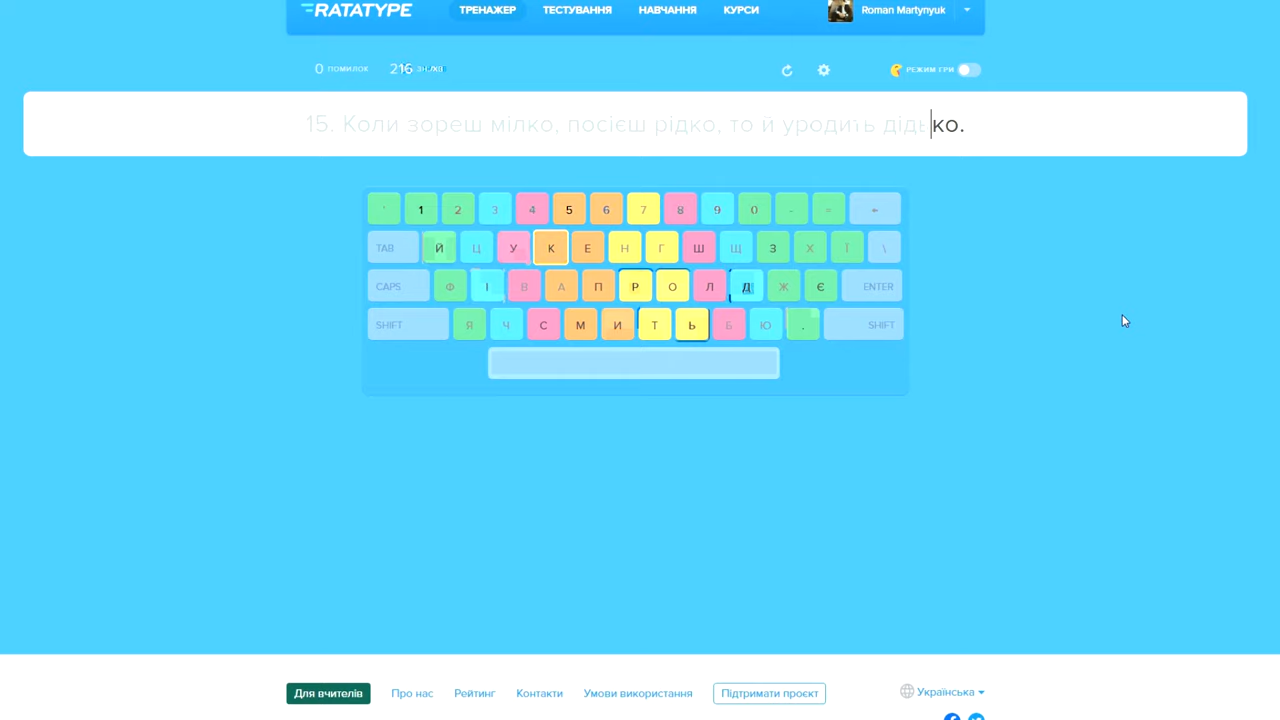 RATATYPE ТРЕНАЖЕР ТЕСТУВАННЯ НАВЧАННЯ КУРСИ Roman Martynyuk
0 ПОМИЛОК 216 ЗН./ХВ РЕЖИМ ГРИ
15. Коли зореш мілко, посієш рідко, то й уродить дідько.
` 1 2 3 4 5 6 7 8 9 0 - = ←
TAB Й Ц У К Е Н Г Ш Щ З Х Ї \
CAPS Ф І В А П Р О Л Д Ж Є ENTER
SHIFT Я Ч С М И Т Ь Б Ю . SHIFT
Для вчителів Про нас Рейтинг Контакти Умови використання Підтримати проєкт Українська